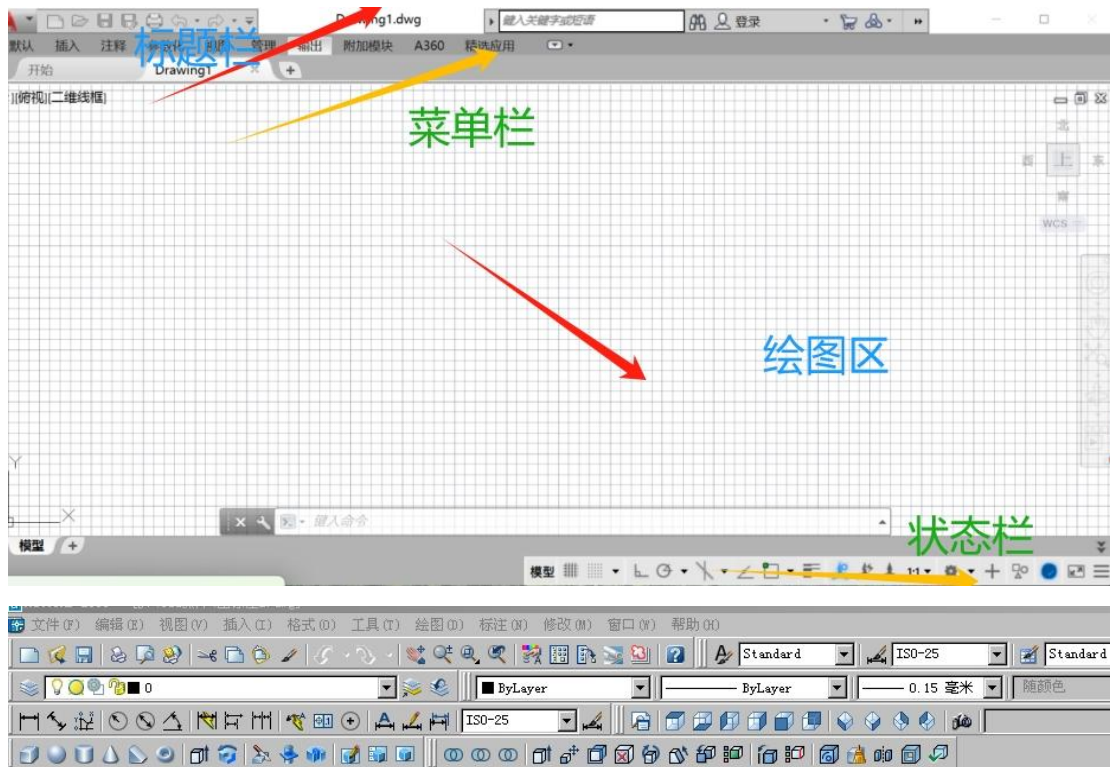 Drawing1.dwg 键入关键字或短语 登录
默认 插入 注释 管理 输出 附加模块 A360 精选应用
标题栏
开始 Drawing1
[俯视][二维线框]
菜单栏
北
西 上 东
南
WCS
绘图区
Y
X
键入命令
状态栏
模型
模型 1:1
文件(F) 编辑(E) 视图(V) 插入(I) 格式(O) 工具(T) 绘图(D) 标注(N) 修改(M) 窗口(W) 帮助(H)
Standard ISO-25 Standard
0 ByLayer ByLayer 0.15 毫米 随颜色
ISO-25